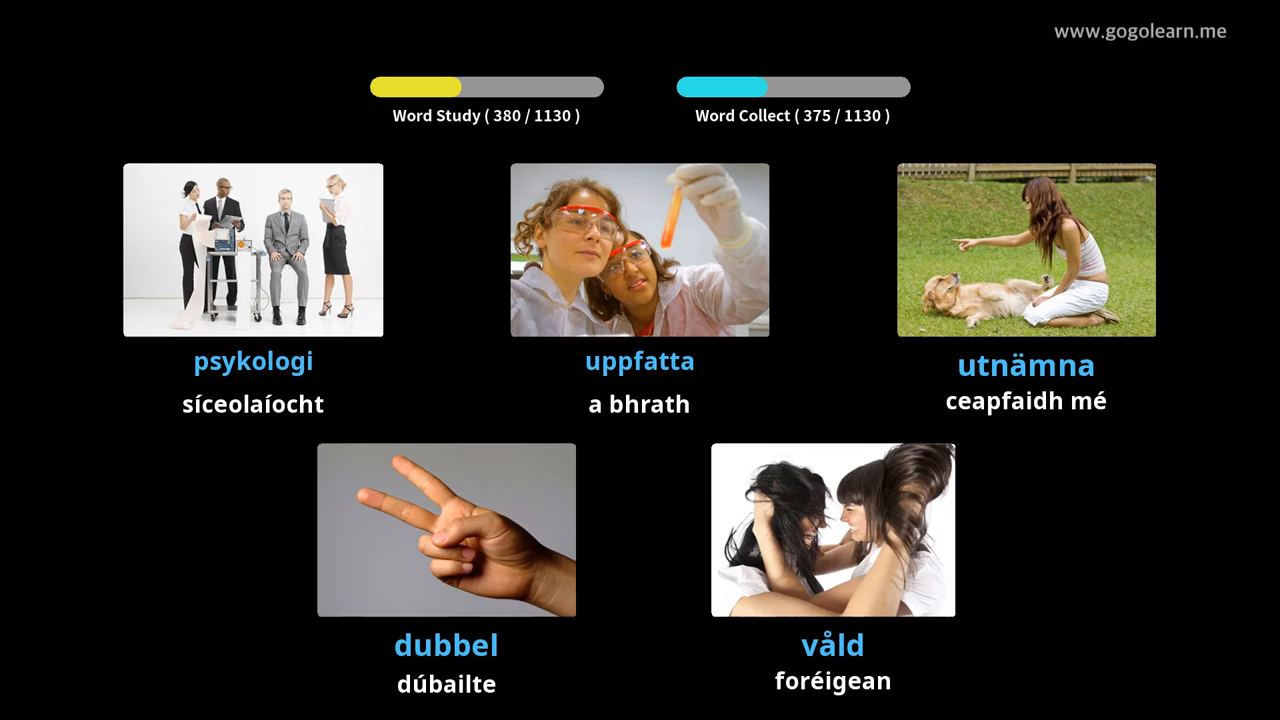 www.gogolearn.me
Word Study ( 380 / 1130 )
Word Collect ( 375 / 1130 )
psykologi
síceolaíocht
uppfatta
a bhrath
utnämna
ceapfaidh mé
dubbel
dúbailte
våld
foréigean